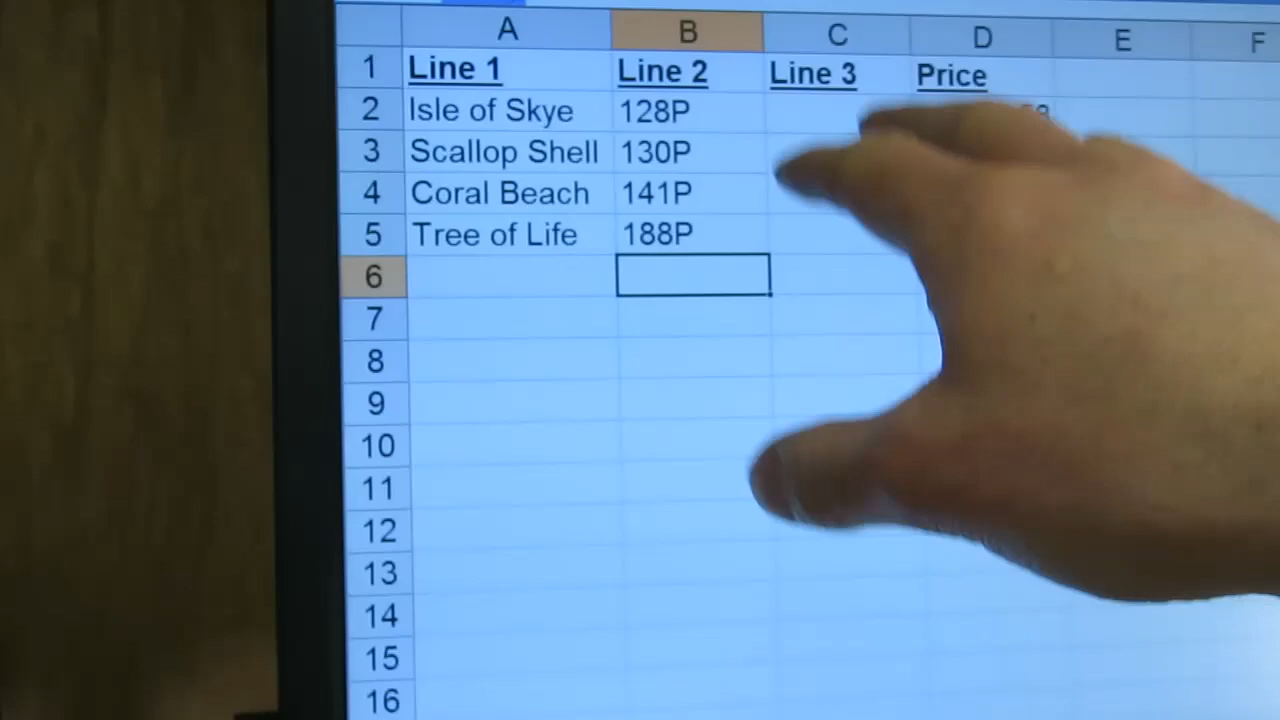 A B C D E F
1 Line 1 Line 2 Line 3 Price
2 Isle of Skye 128P
3 Scallop Shell 130P
4 Coral Beach 141P
5 Tree of Life 188P
6
7
8
9
10
11
12
13
14
15
16